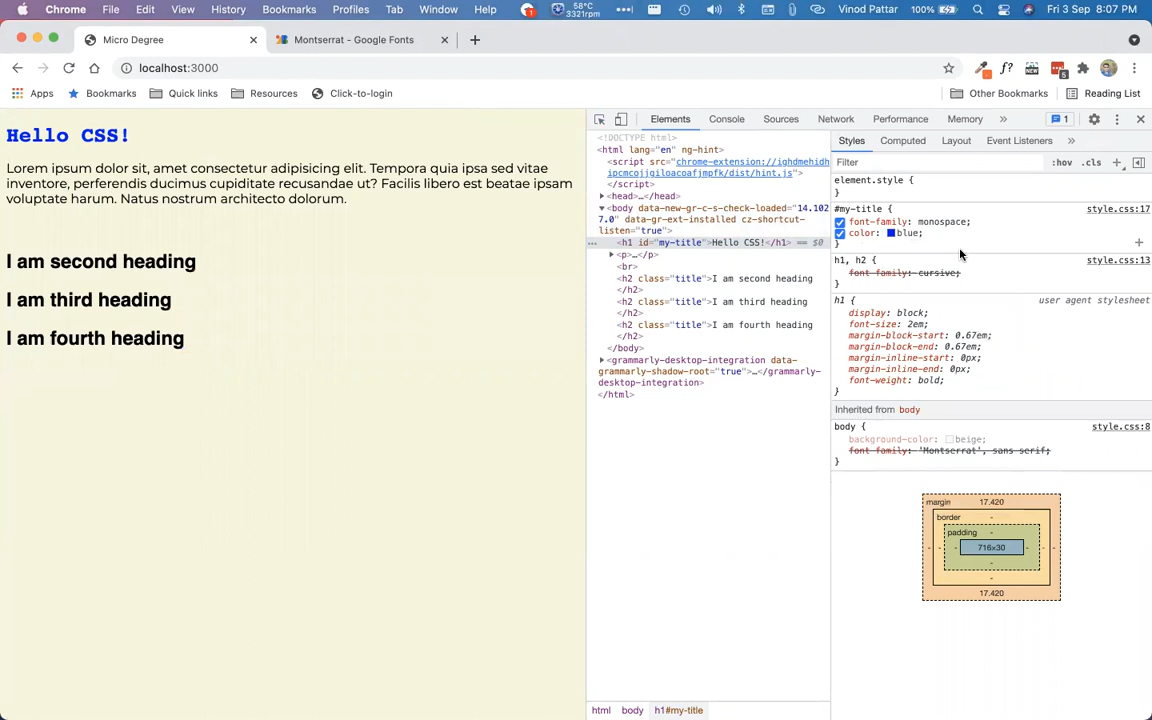 Chrome File Edit View History Bookmarks Profiles Tab Window Help 1 58°C 3321rpm Vinod Pattar 100% Fri 3 Sep 8:07 PM
Micro Degree Montserrat - Google Fonts
localhost:3000 f? NEW 5
Apps Bookmarks Quick links Resources Click-to-login Other Bookmarks Reading List
Hello CSS!
Lorem ipsum dolor sit, amet consectetur adipisicing elit. Tempora quia ipsa sed vitae
inventore, perferendis ducimus cupiditate recusandae ut? Facilis libero est beatae ipsam
voluptate harum. Natus nostrum architecto dolorum.
I am second heading
I am third heading
I am fourth heading
Elements Console Sources Network Performance Memory » 1
<!DOCTYPE html>
<html lang="en" ng-hint>
<script src="chrome-extension://ighdmehidh
ipcmcojjgiloacoafjmpfk/dist/hint.js">
</script>
<head>…</head>
<body data-new-gr-c-s-check-loaded="14.102
7.0" data-gr-ext-installed cz-shortcut-
listen="true">
<h1 id="my-title">Hello CSS!</h1> == $0
<p>…</p>
<br>
<h2 class="title">I am second heading
</h2>
<h2 class="title">I am third heading
</h2>
<h2 class="title">I am fourth heading
</h2>
</body>
<grammarly-desktop-integration data-
grammarly-shadow-root="true">…</grammarly-
desktop-integration>
</html>
html body h1#my-title
Styles Computed Layout Event Listeners »
Filter :hov .cls +
element.style {
}
#my-title { style.css:17
font-family: monospace;
color: blue;
}
h1, h2 { style.css:13
font-family: cursive;
}
h1 { user agent stylesheet
display: block;
font-size: 2em;
margin-block-start: 0.67em;
margin-block-end: 0.67em;
margin-inline-start: 0px;
margin-inline-end: 0px;
font-weight: bold;
}
Inherited from body
body { style.css:8
background-color: beige;
font-family: 'Montserrat', sans serif;
}
margin 17.420
border -
padding -
- - - 716×30 - - -
-
-
17.420